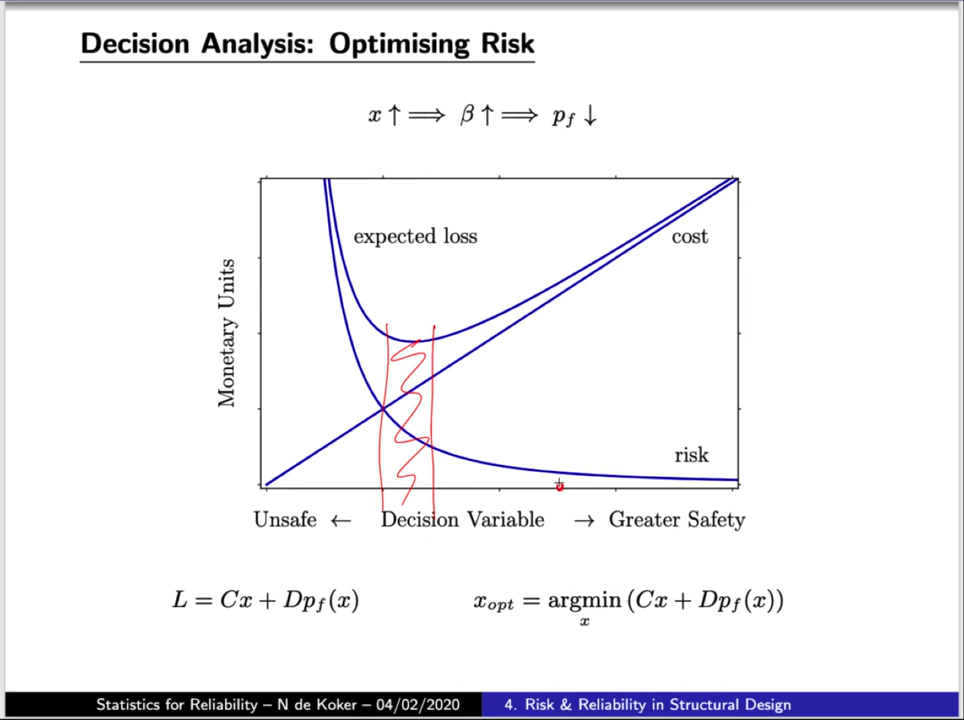 Decision Analysis: Optimising Risk
x ↑ ⟹ β ↑ ⟹ p_f ↓
expected loss
cost
Monetary Units
risk
Unsafe ← Decision Variable → Greater Safety
L = Cx + Dp_f(x)
x_opt = argmin_x (Cx + Dp_f(x))
Statistics for Reliability – N de Koker – 04/02/2020
4. Risk & Reliability in Structural Design